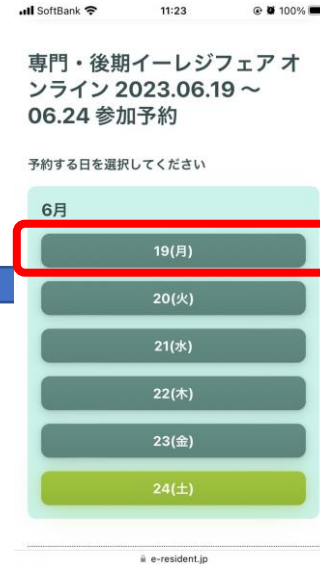 SoftBank 11:23 100%
専門・後期イーレジフェア オ
ンライン 2023.06.19 ～
06.24 参加予約
予約する日を選択してください
6月
19(月)
20(火)
21(水)
22(木)
23(金)
24(土)
e-resident.jp